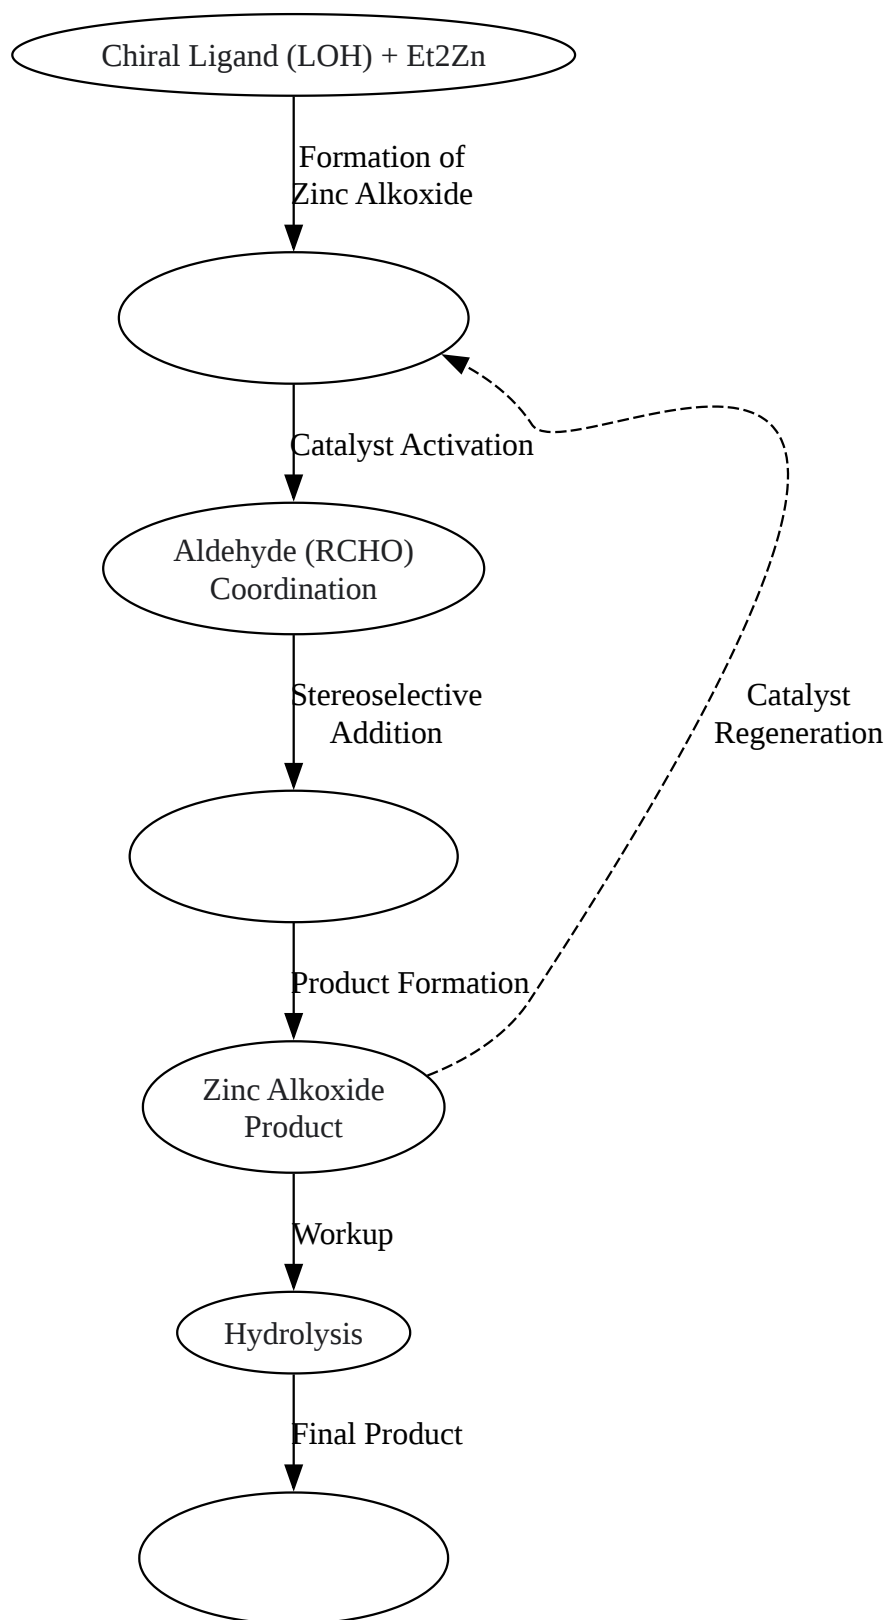 Chiral Ligand (LOH) + Et2Zn
Formation of
Zinc Alkoxide
Catalyst Activation
Aldehyde (RCHO)
Coordination
Stereoselective
Addition
Catalyst
Regeneration
Product Formation
Zinc Alkoxide
Product
Workup
Hydrolysis
Final Product